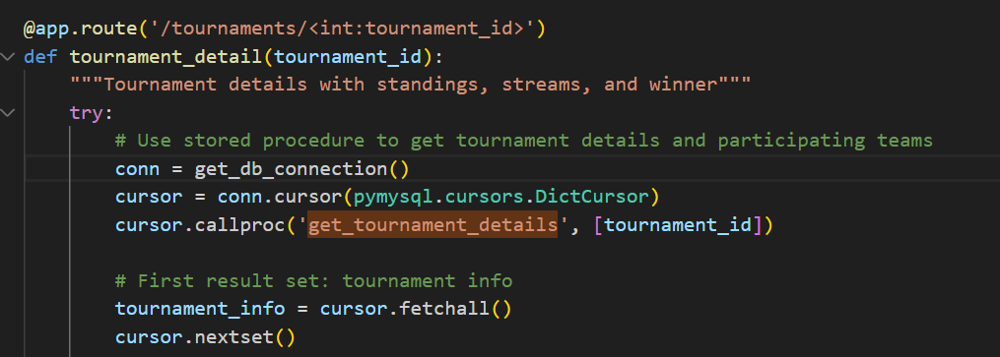 @app.route('/tournaments/<int:tournament_id>')
def tournament_detail(tournament_id):
"""Tournament details with standings, streams, and winner"""
try:
# Use stored procedure to get tournament details and participating teams
conn = get_db_connection()
cursor = conn.cursor(pymysql.cursors.DictCursor)
cursor.callproc('get_tournament_details', [tournament_id])
# First result set: tournament info
tournament_info = cursor.fetchall()
cursor.nextset()